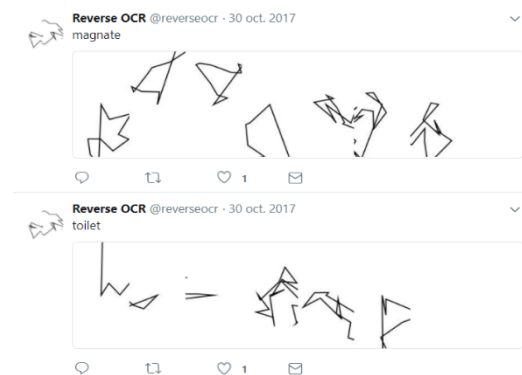 Reverse OCR @reverseocr · 30 oct. 2017
magnate
1
Reverse OCR @reverseocr · 30 oct. 2017
toilet
1